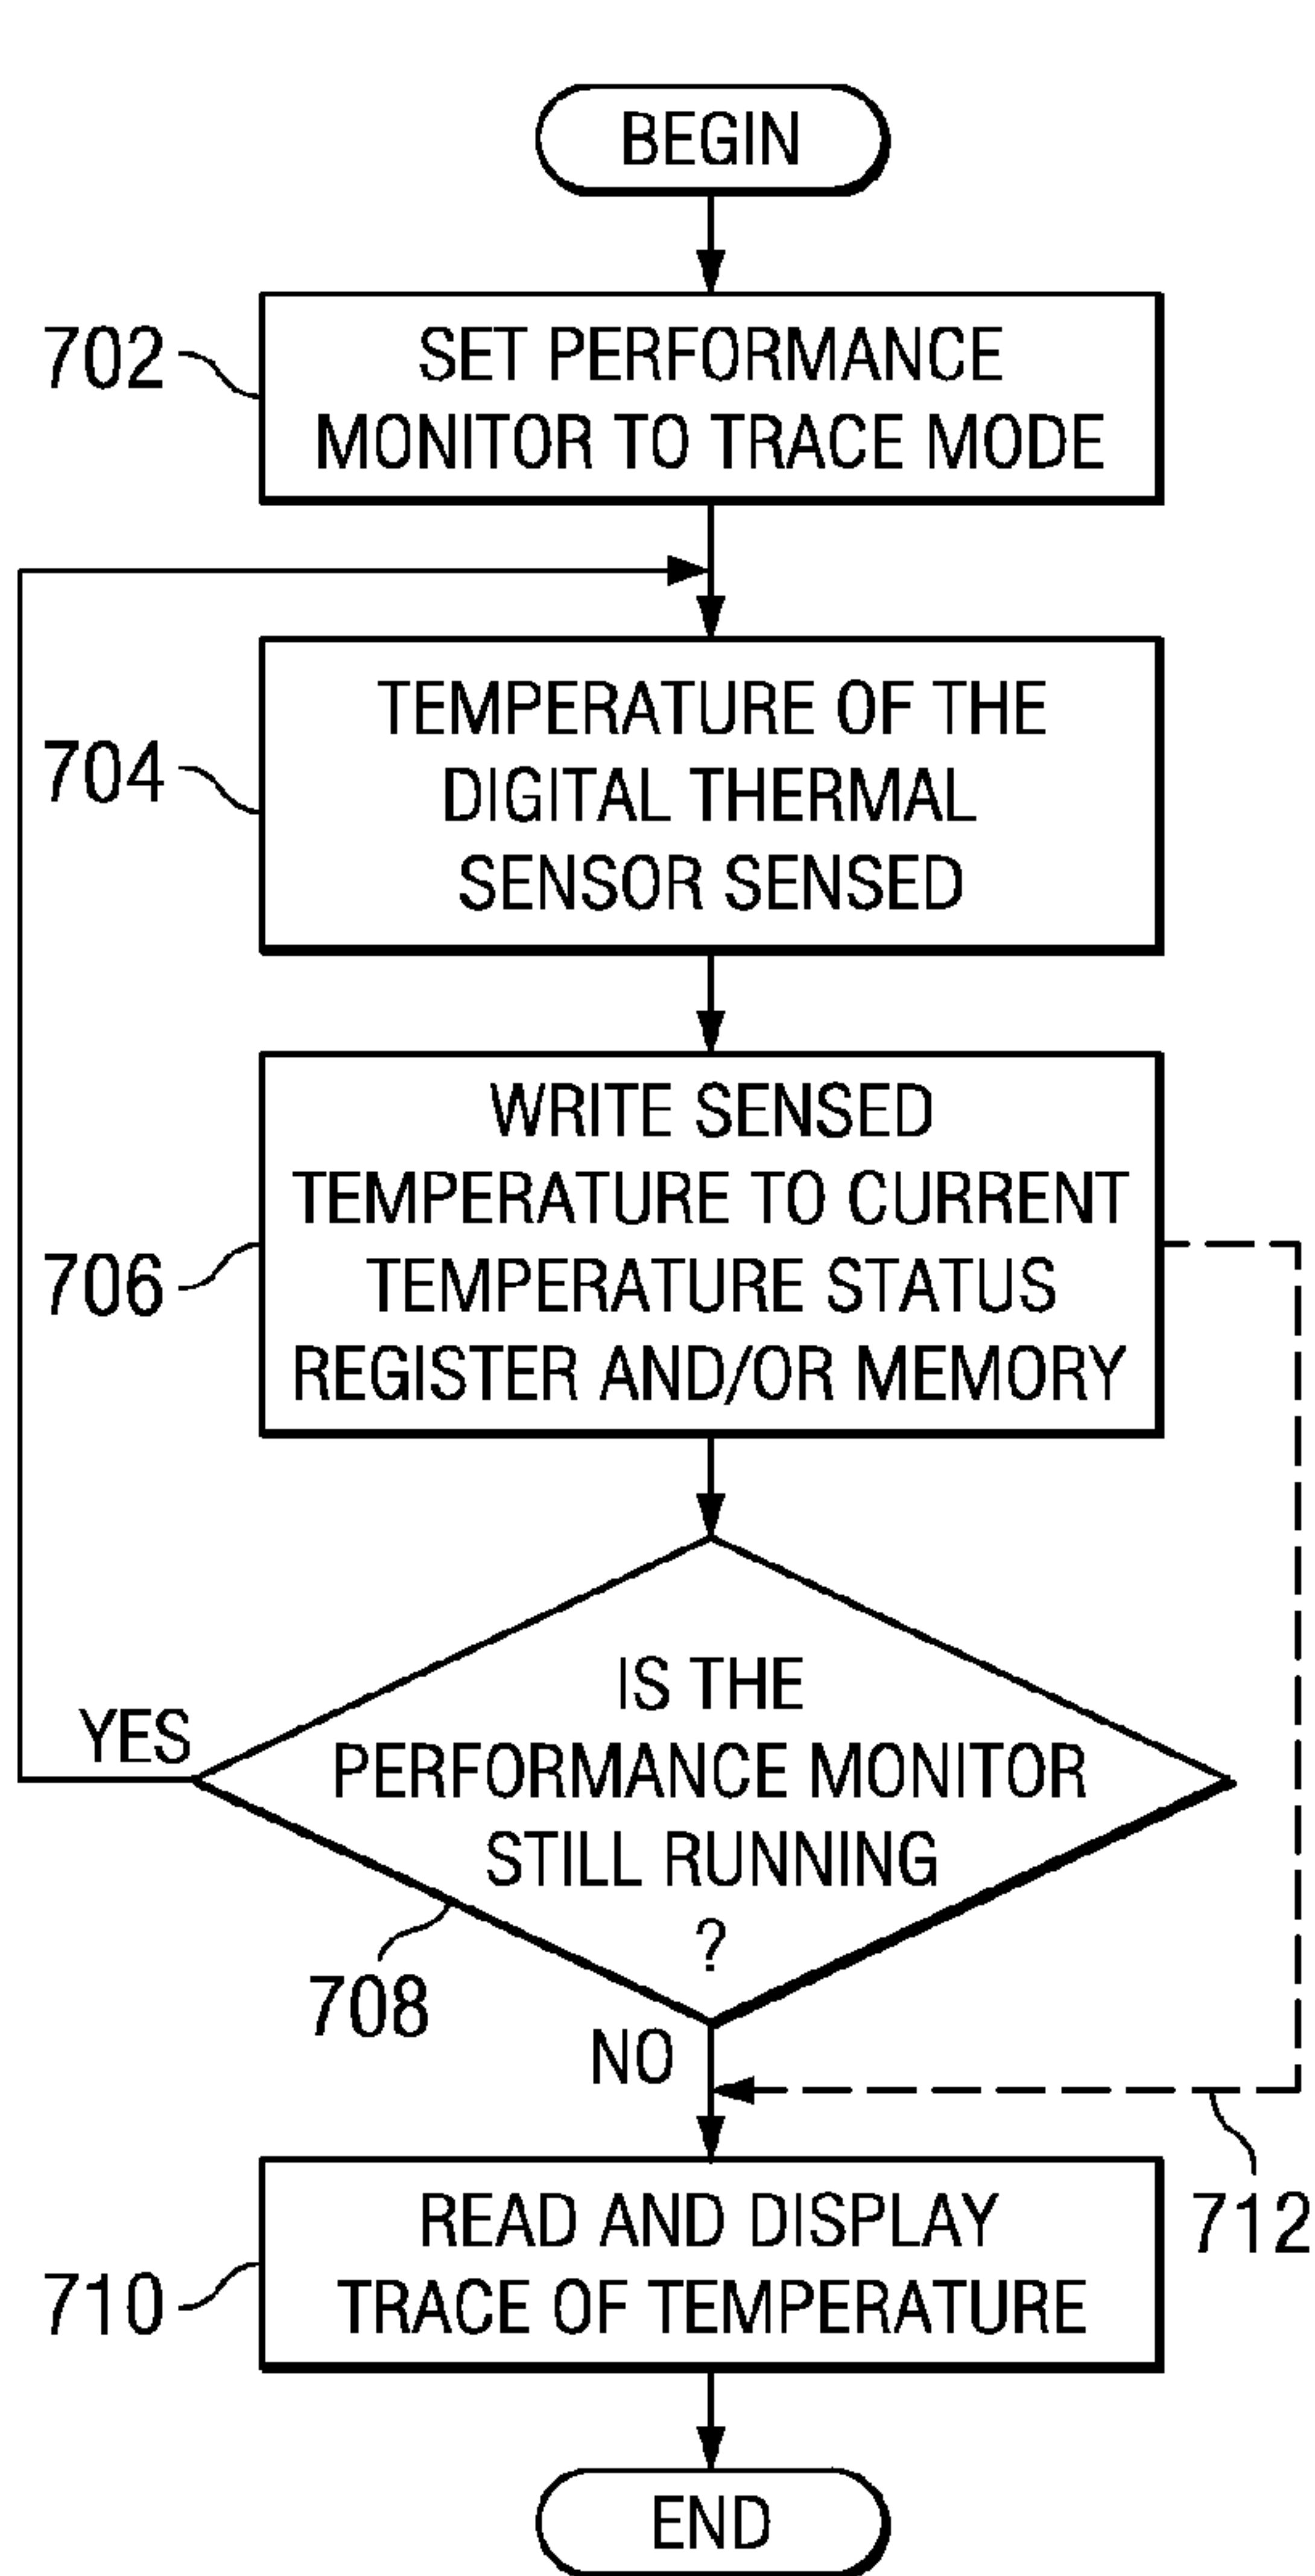 BEGIN
702
SET PERFORMANCE
MONITOR TO TRACE MODE
704
TEMPERATURE OF THE
DIGITAL THERMAL
SENSOR SENSED
706
WRITE SENSED
TEMPERATURE TO CURRENT
TEMPERATURE STATUS
REGISTER AND/OR MEMORY
YES
IS THE
PERFORMANCE MONITOR
STILL RUNNING
?
708
NO
712
710
READ AND DISPLAY
TRACE OF TEMPERATURE
END